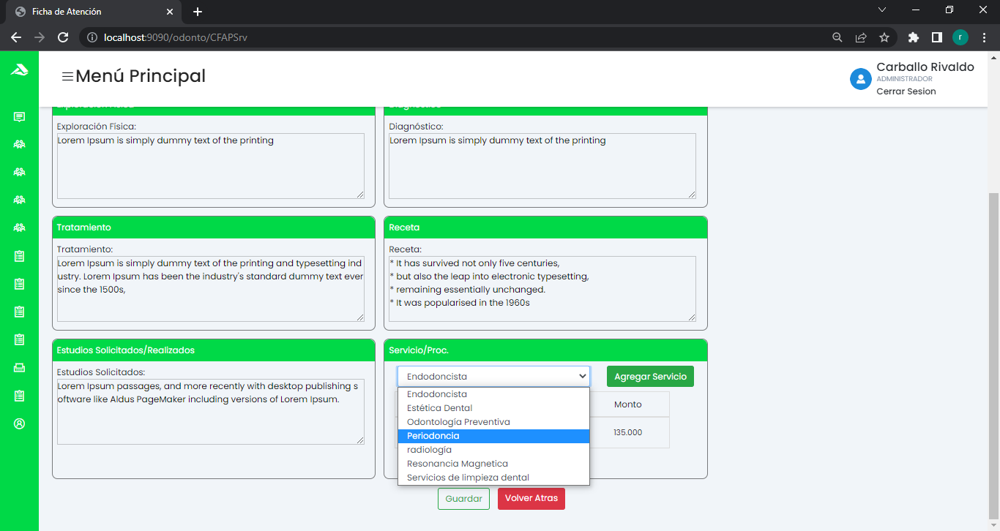 Ficha de Atención
localhost:9090/odonto/CFAPSrv
r
Menú Principal
Carballo Rivaldo
ADMINISTRADOR
Cerrar Sesion
Exploración Física:
Lorem Ipsum is simply dummy text of the printing
Diagnóstico:
Lorem Ipsum is simply dummy text of the printing
Tratamiento
Tratamiento:
Lorem Ipsum is simply dummy text of the printing and typesetting ind
ustry. Lorem Ipsum has been the industry's standard dummy text ever
since the 1500s,
Receta
Receta:
* It has survived not only five centuries,
* but also the leap into electronic typesetting,
* remaining essentially unchanged.
* It was popularised in the 1960s
Estudios Solicitados/Realizados
Estudios Solicitados:
Lorem Ipsum passages, and more recently with desktop publishing s
oftware like Aldus PageMaker including versions of Lorem Ipsum.
Servicio/Proc.
Endodoncista
Agregar Servicio
Endodoncista
Estética Dental
Odontología Preventiva
Periodoncia
radiología
Resonancia Magnetica
Servicios de limpieza dental
Monto
135.000
Guardar
Volver Atras